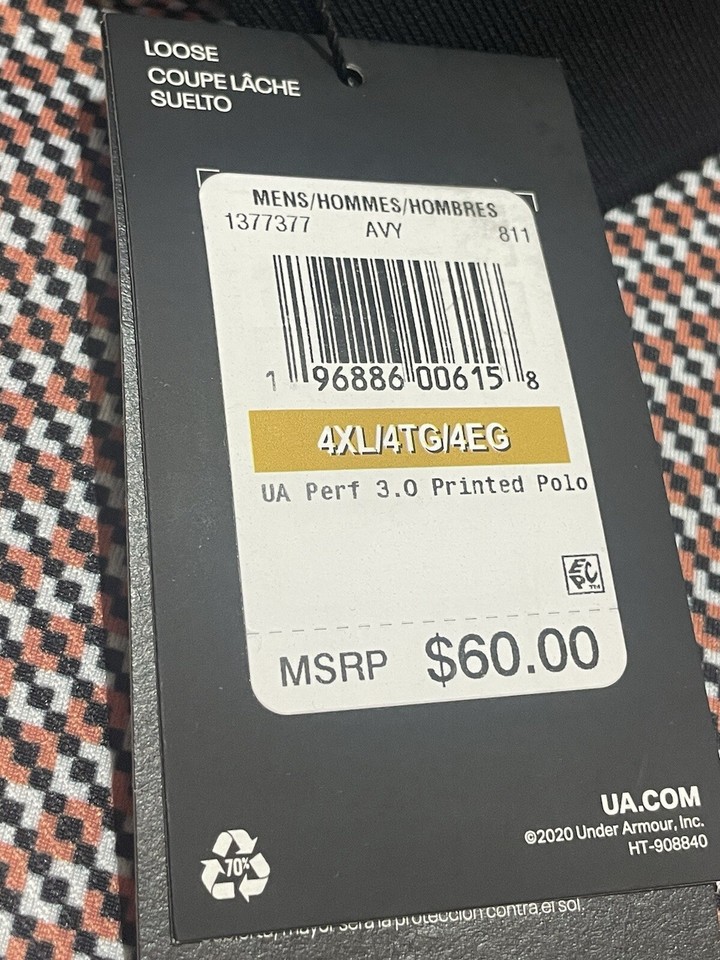 LOOSE
COUPE LÂCHE
SUELTO
MENS/HOMMES/HOMBRES
1377377 AVY 811
1 96886 00615 8
4XL/4TG/4EG
UA Perf 3.0 Printed Polo
EPC™
MSRP $60.00
UA.COM
©2020 Under Armour, Inc.
HT-908840
70%
mayor será la protección contra el sol.